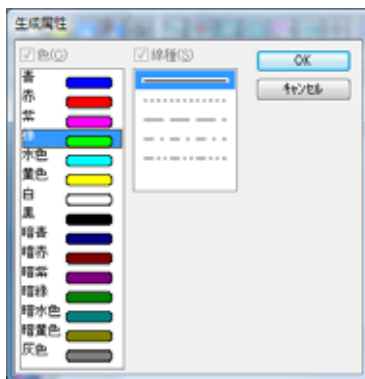 生成属性
色(C)
線種(S)
OK
キャンセル
青
赤
紫
緑
水色
黄色
白
黒
暗青
暗赤
暗紫
暗緑
暗水色
暗黄色
灰色